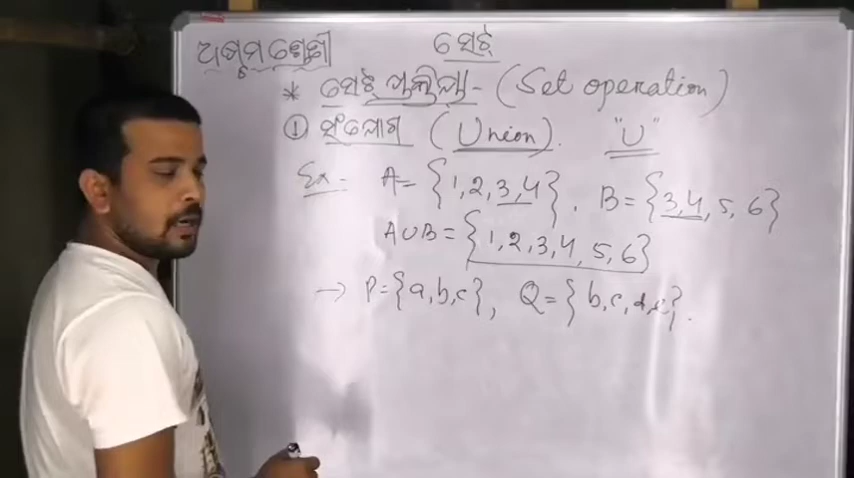 ଅଷ୍ଟମ ଶ୍ରେଣୀ ସେଟ୍
* ସେଟ୍ ପ୍ରକ୍ରିୟା - (Set operation)
① ସଂଯୋଗ (Union). "U"
Ex- A = {1,2,3,4}, B = {3,4,5,6}
A∪B = {1,2,3,4,5,6}
→ P = {a,b,c}, Q = {b,c,d,e}.